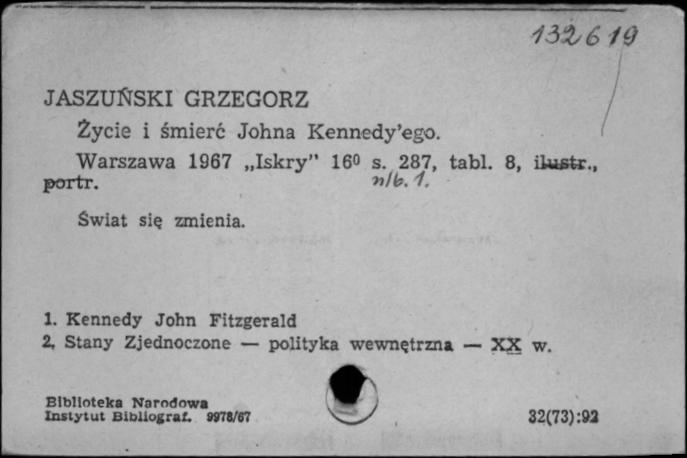 132619
JASZUŃSKI GRZEGORZ
Życie i śmierć Johna Kennedy'ego.
Warszawa 1967 „Iskry" 16⁰ s. 287, tabl. 8, ilustr.,
portr. nlb. 1.
Świat się zmienia.
1. Kennedy John Fitzgerald
2. Stany Zjednoczone — polityka wewnętrzna — XX w.
Biblioteka Narodowa
Instytut Bibliograf. 9978/67 32(73):92